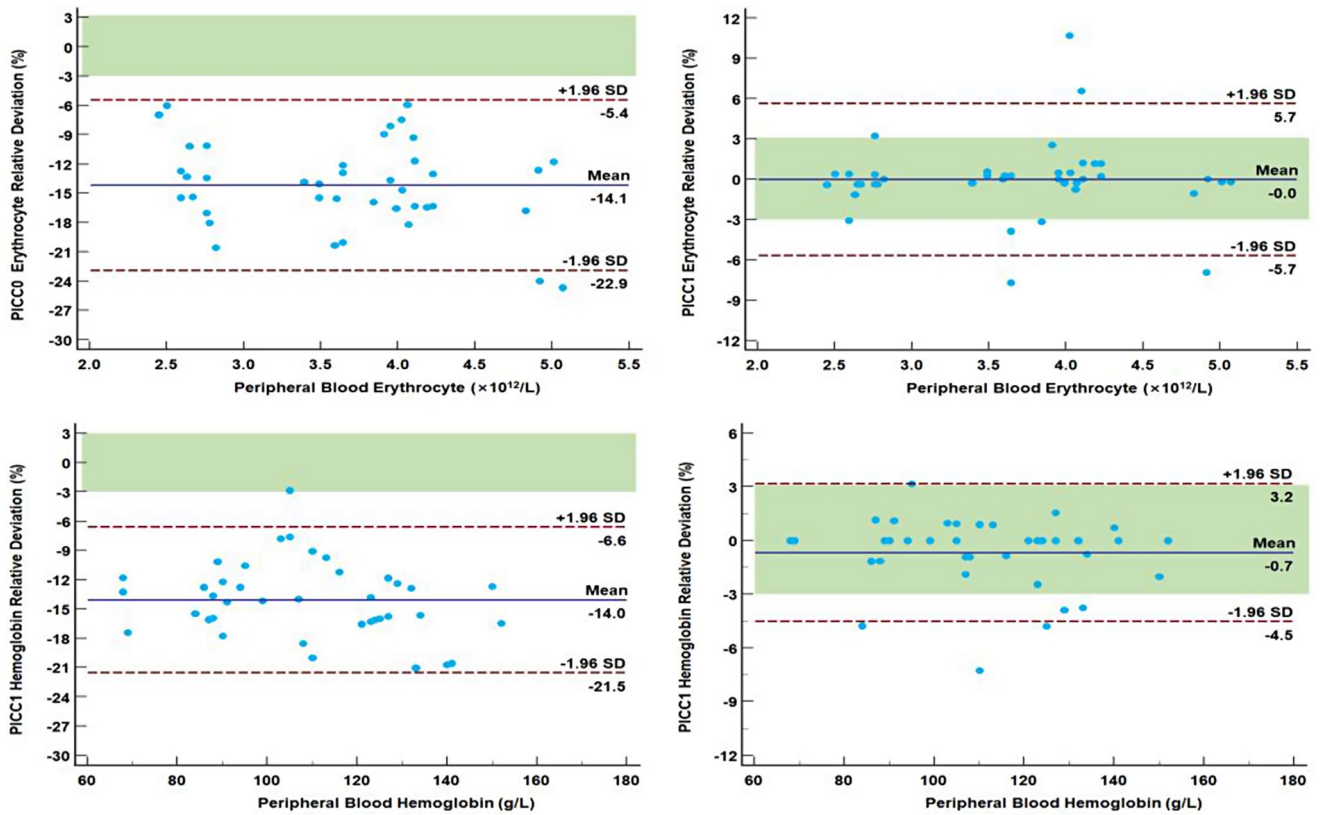 PICC0 Erythrocyte Relative Deviation (%)
3
0
-3
-6
-9
-12
-15
-18
-21
-24
-27
-30
+1.96 SD
-5.4
Mean
-14.1
-1.96 SD
-22.9
2.0 2.5 3.0 3.5 4.0 4.5 5.0 5.5
Peripheral Blood Erythrocyte (×10¹²/L)
PICC1 Erythrocyte Relative Deviation (%)
12
9
6
3
0
-3
-6
-9
-12
+1.96 SD
5.7
Mean
-0.0
-1.96 SD
-5.7
2.0 2.5 3.0 3.5 4.0 4.5 5.0 5.5
Peripheral Blood Erythrocyte (×10¹²/L)
PICC1 Hemoglobin Relative Deviation (%)
3
0
-3
-6
-9
-12
-15
-18
-21
-24
-27
-30
+1.96 SD
-6.6
Mean
-14.0
-1.96 SD
-21.5
60 80 100 120 140 160 180
Peripheral Blood Hemoglobin (g/L)
PICC1 Hemoglobin Relative Deviation (%)
6
3
0
-3
-6
-9
-12
+1.96 SD
3.2
Mean
-0.7
-1.96 SD
-4.5
60 80 100 120 140 160 180
Peripheral Blood Hemoglobin (g/L)